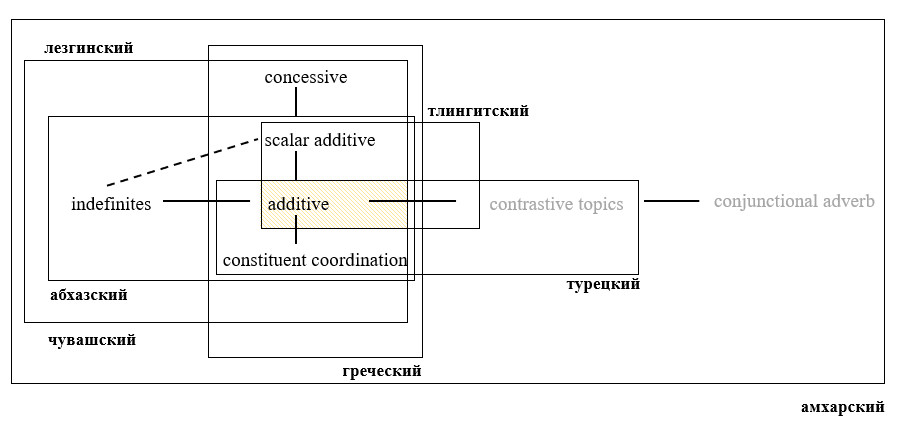 лезгинский
concessive
тлингитский
scalar additive
indefinites
additive
contrastive topics
conjunctional adverb
constituent coordination
абхазский
турецкий
чувашский
греческий
амхарский